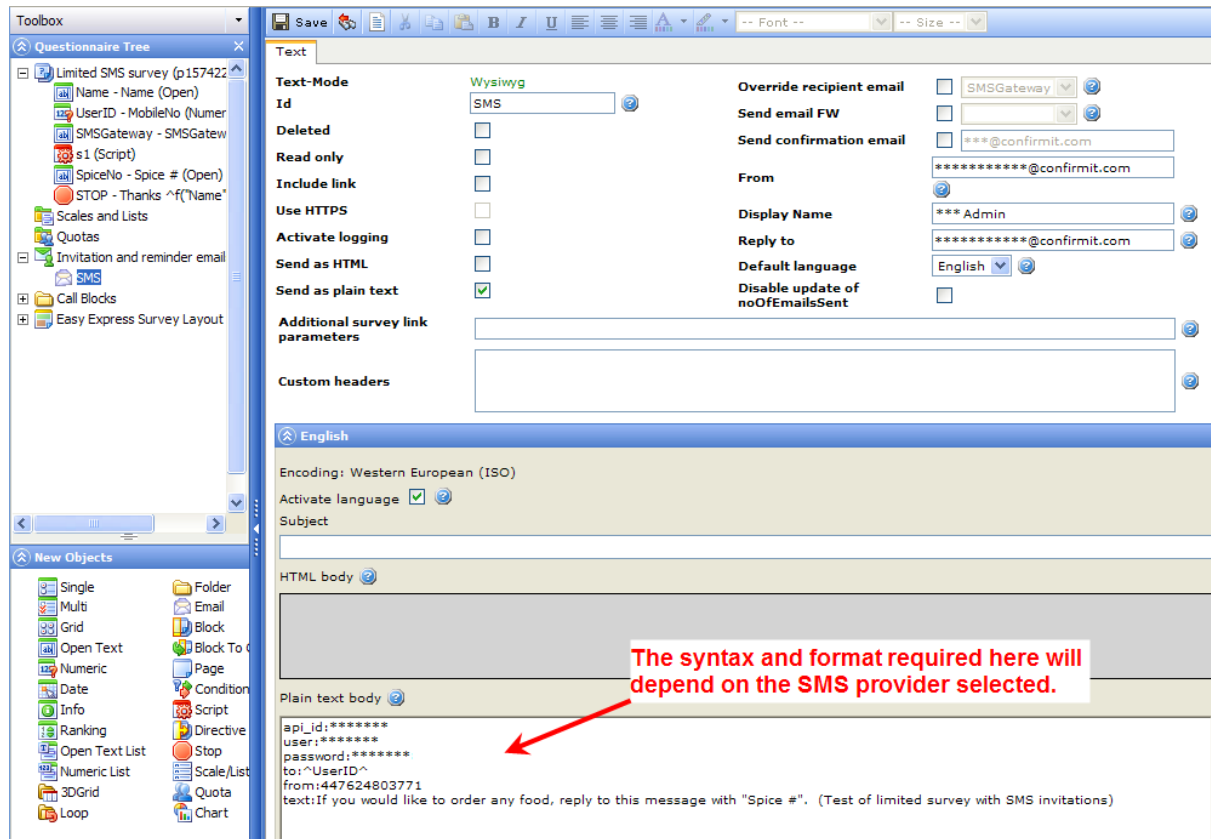 Toolbox
Save B I U A -- Font -- -- Size --
Questionnaire Tree
Limited SMS survey (p157422
Name - Name (Open)
UserID - MobileNo (Numer
SMSGateway - SMSGatew
s1 (Script)
SpiceNo - Spice # (Open)
STOP - Thanks ^f("Name"
Scales and Lists
Quotas
Invitation and reminder email
SMS
Call Blocks
Easy Express Survey Layout
New Objects
Single Folder
Multi Email
Grid Block
Open Text Block To
Numeric Page
Date Condition
Info Script
Ranking Directive
Open Text List Stop
Numeric List Scale/List
3DGrid Quota
Loop Chart
Text
Text-Mode Wysiwyg
Id SMS
Deleted
Read only
Include link
Use HTTPS
Activate logging
Send as HTML
Send as plain text
Override recipient email SMSGateway
Send email FW
Send confirmation email ***@confirmit.com
From ***********@confirmit.com
Display Name *** Admin
Reply to ***********@confirmit.com
Default language English
Disable update of
noOfEmailsSent
Additional survey link
parameters
Custom headers
English
Encoding: Western European (ISO)
Activate language
Subject
HTML body
The syntax and format required here will
depend on the SMS provider selected.
Plain text body
api_id:*******
user:*******
password:*******
to:^UserID^
from:447624803771
text:If you would like to order any food, reply to this message with "Spice #". (Test of limited survey with SMS invitations)